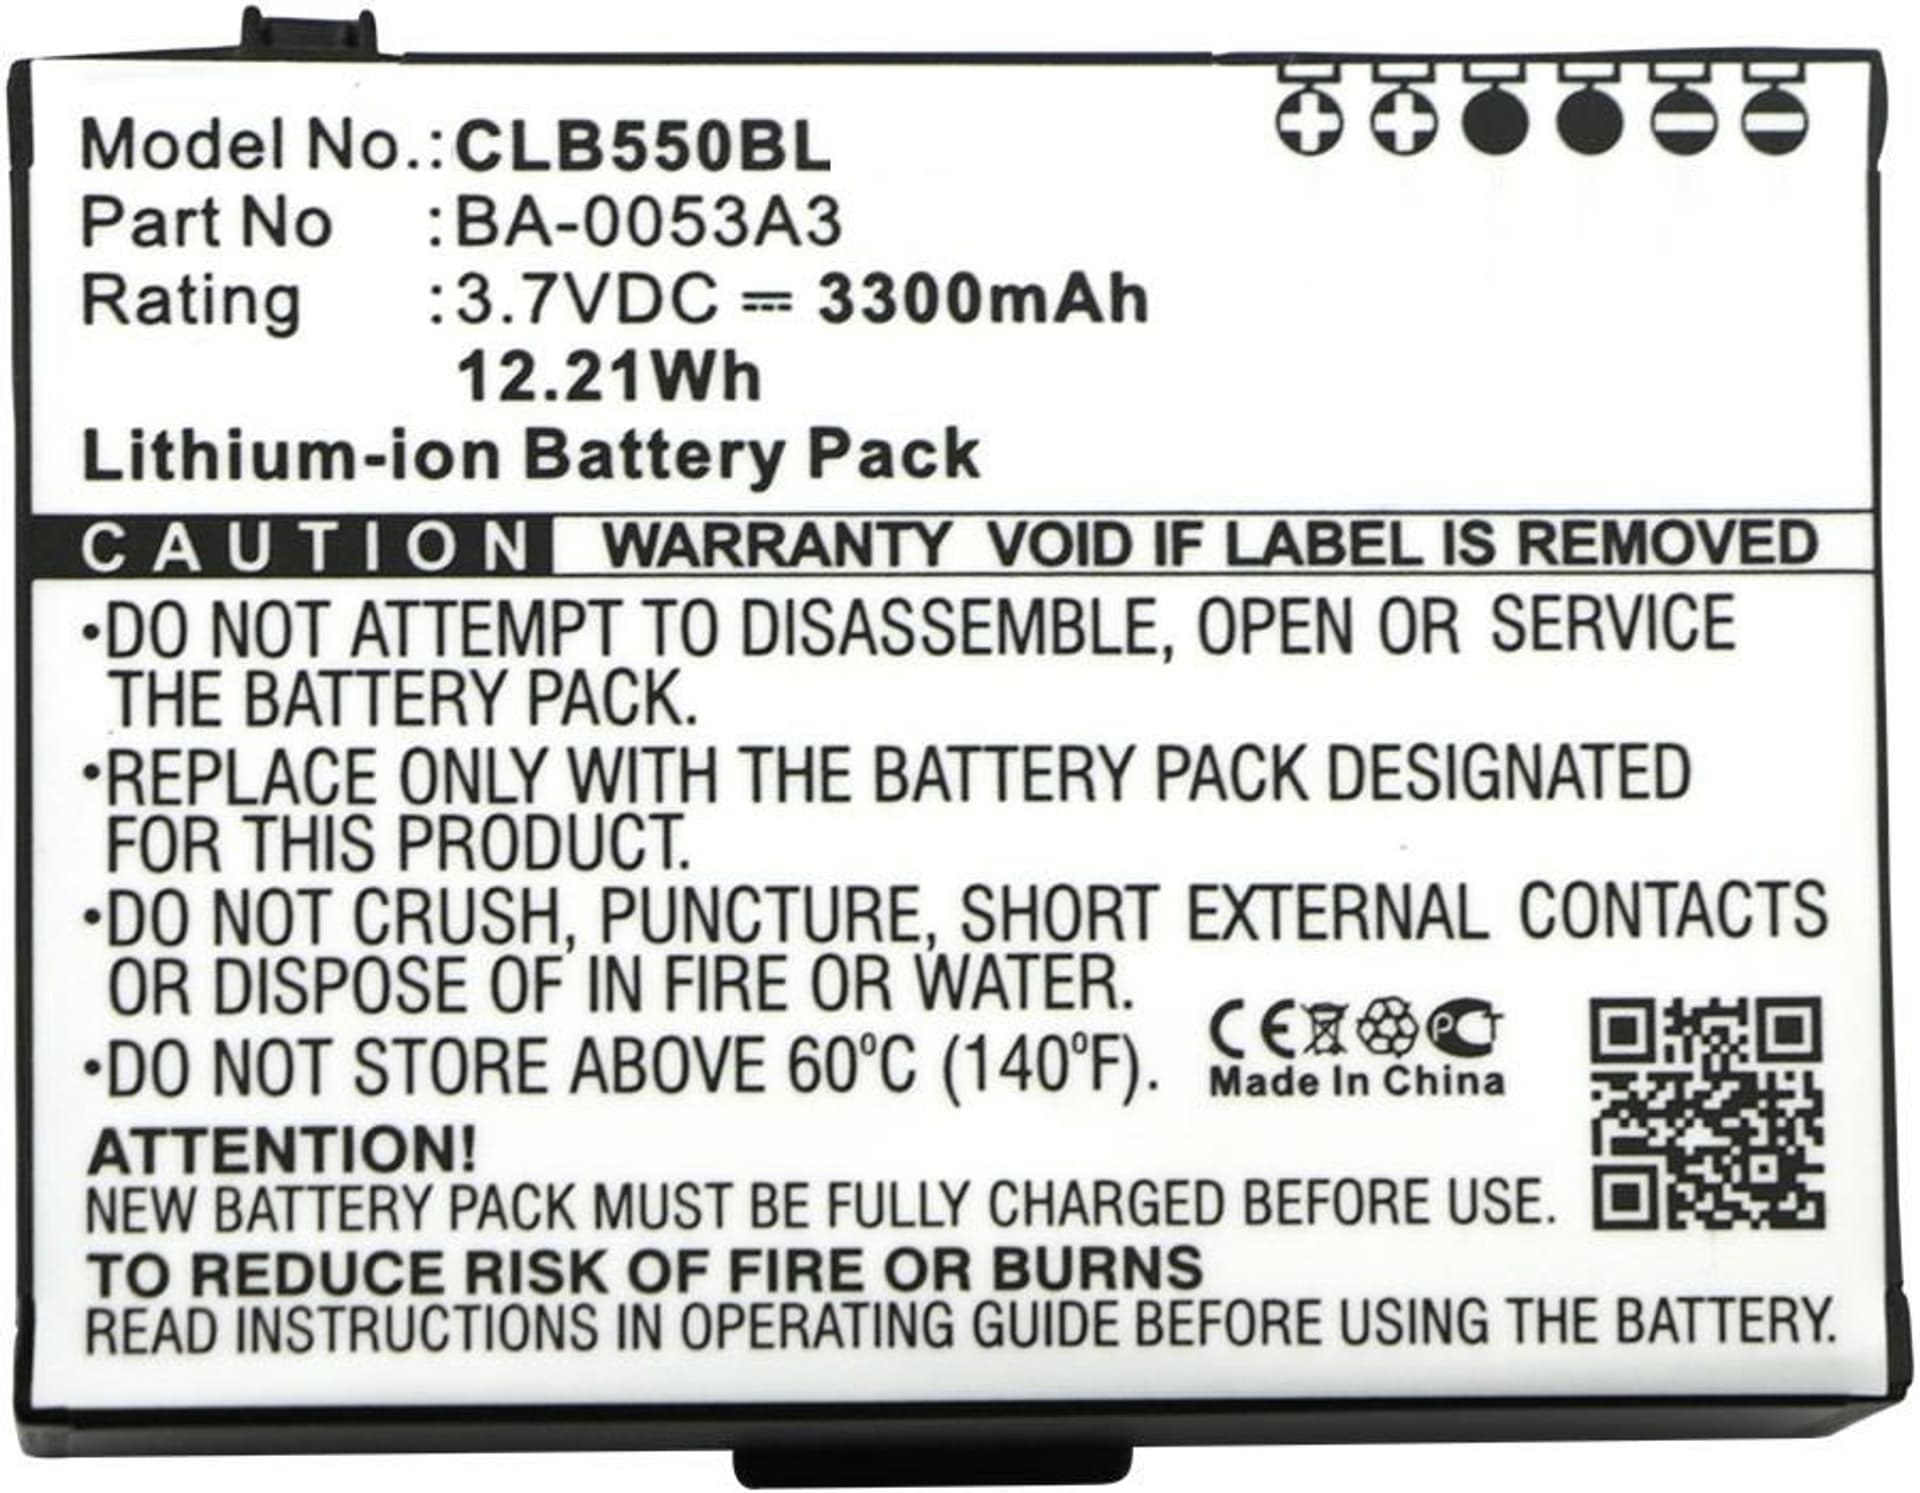 Model No.:CLB550BL
Part No :BA-0053A3
Rating :3.7VDC ⎓ 3300mAh
12.21Wh
Lithium-ion Battery Pack
CAUTION WARRANTY VOID IF LABEL IS REMOVED
•DO NOT ATTEMPT TO DISASSEMBLE, OPEN OR SERVICE
THE BATTERY PACK.
•REPLACE ONLY WITH THE BATTERY PACK DESIGNATED
FOR THIS PRODUCT.
•DO NOT CRUSH, PUNCTURE, SHORT EXTERNAL CONTACTS
OR DISPOSE OF IN FIRE OR WATER.
•DO NOT STORE ABOVE 60°C (140°F).
CE PCT
Made In China
ATTENTION!
NEW BATTERY PACK MUST BE FULLY CHARGED BEFORE USE.
TO REDUCE RISK OF FIRE OR BURNS
READ INSTRUCTIONS IN OPERATING GUIDE BEFORE USING THE BATTERY.